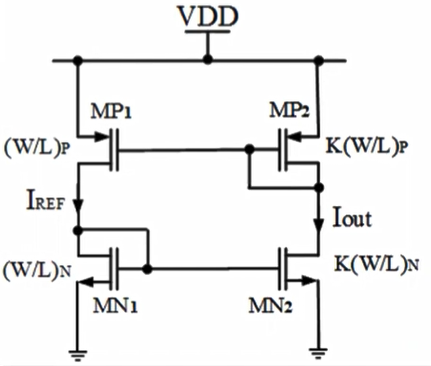 VDD
MP1 MP2
(W/L)P K(W/L)P
IREF Iout
(W/L)N K(W/L)N
MN1 MN2